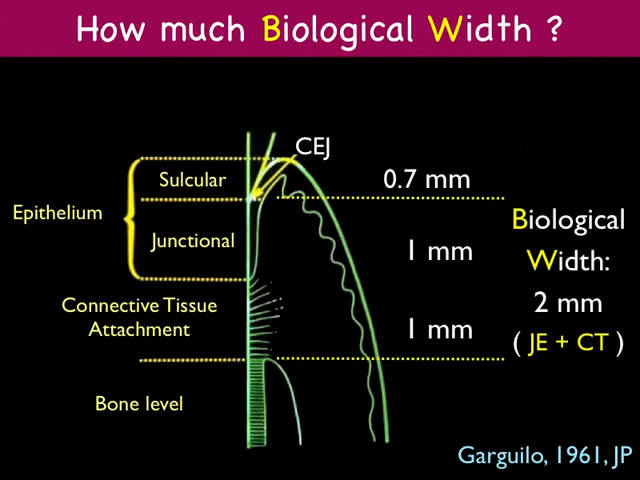 How much Biological Width ?
CEJ
Sulcular
0.7 mm
Epithelium
Junctional
1 mm
Biological
Width:
2 mm
( JE + CT )
Connective Tissue
Attachment
1 mm
Bone level
Garguilo, 1961, JP